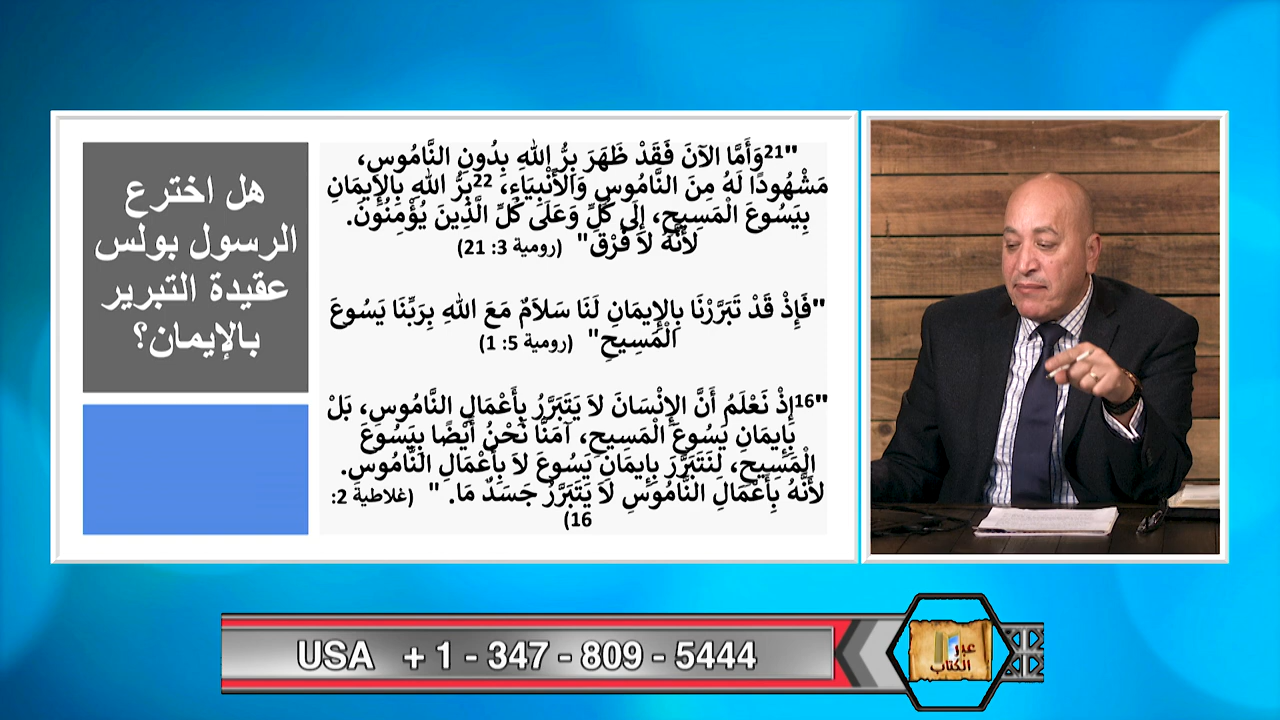 هل اخترع
الرسول بولس
عقيدة التبرير
بالإيمان؟
"21وَأَمَّا الآنَ فَقَدْ ظَهَرَ بِرُّ اللهِ بِدُونِ النَّامُوسِ،
مَشْهُودًا لَهُ مِنَ النَّامُوسِ وَالأَنْبِيَاءِ، 22بِرُّ اللهِ بِالإِيمَانِ
بِيَسُوعَ الْمَسِيحِ، إِلَى كُلِّ وَعَلَى كُلِّ الَّذِينَ يُؤْمِنُونَ.
لأَنَّهُ لاَ فَرْقَ" (رومية 3: 21)
"فَإِذْ قَدْ تَبَرَّرْنَا بِالإِيمَانِ لَنَا سَلاَمٌ مَعَ اللهِ بِرَبِّنَا يَسُوعَ
الْمَسِيحِ" (رومية 5: 1)
"16إِذْ نَعْلَمُ أَنَّ الإِنْسَانَ لاَ يَتَبَرَّرُ بِأَعْمَالِ النَّامُوسِ، بَلْ
بِإِيمَانِ يَسُوعَ الْمَسِيحِ، آمَنَّا نَحْنُ أَيْضًا بِيَسُوعَ
الْمَسِيحِ، لِنَتَبَرَّرَ بِإِيمَانِ يَسُوعَ لاَ بِأَعْمَالِ النَّامُوسِ.
لأَنَّهُ بِأَعْمَالِ النَّامُوسِ لاَ يَتَبَرَّرُ جَسَدٌ مَا. " (غلاطية 2:
16)
USA + 1 - 347 - 809 - 5444
عبر
الكتاب